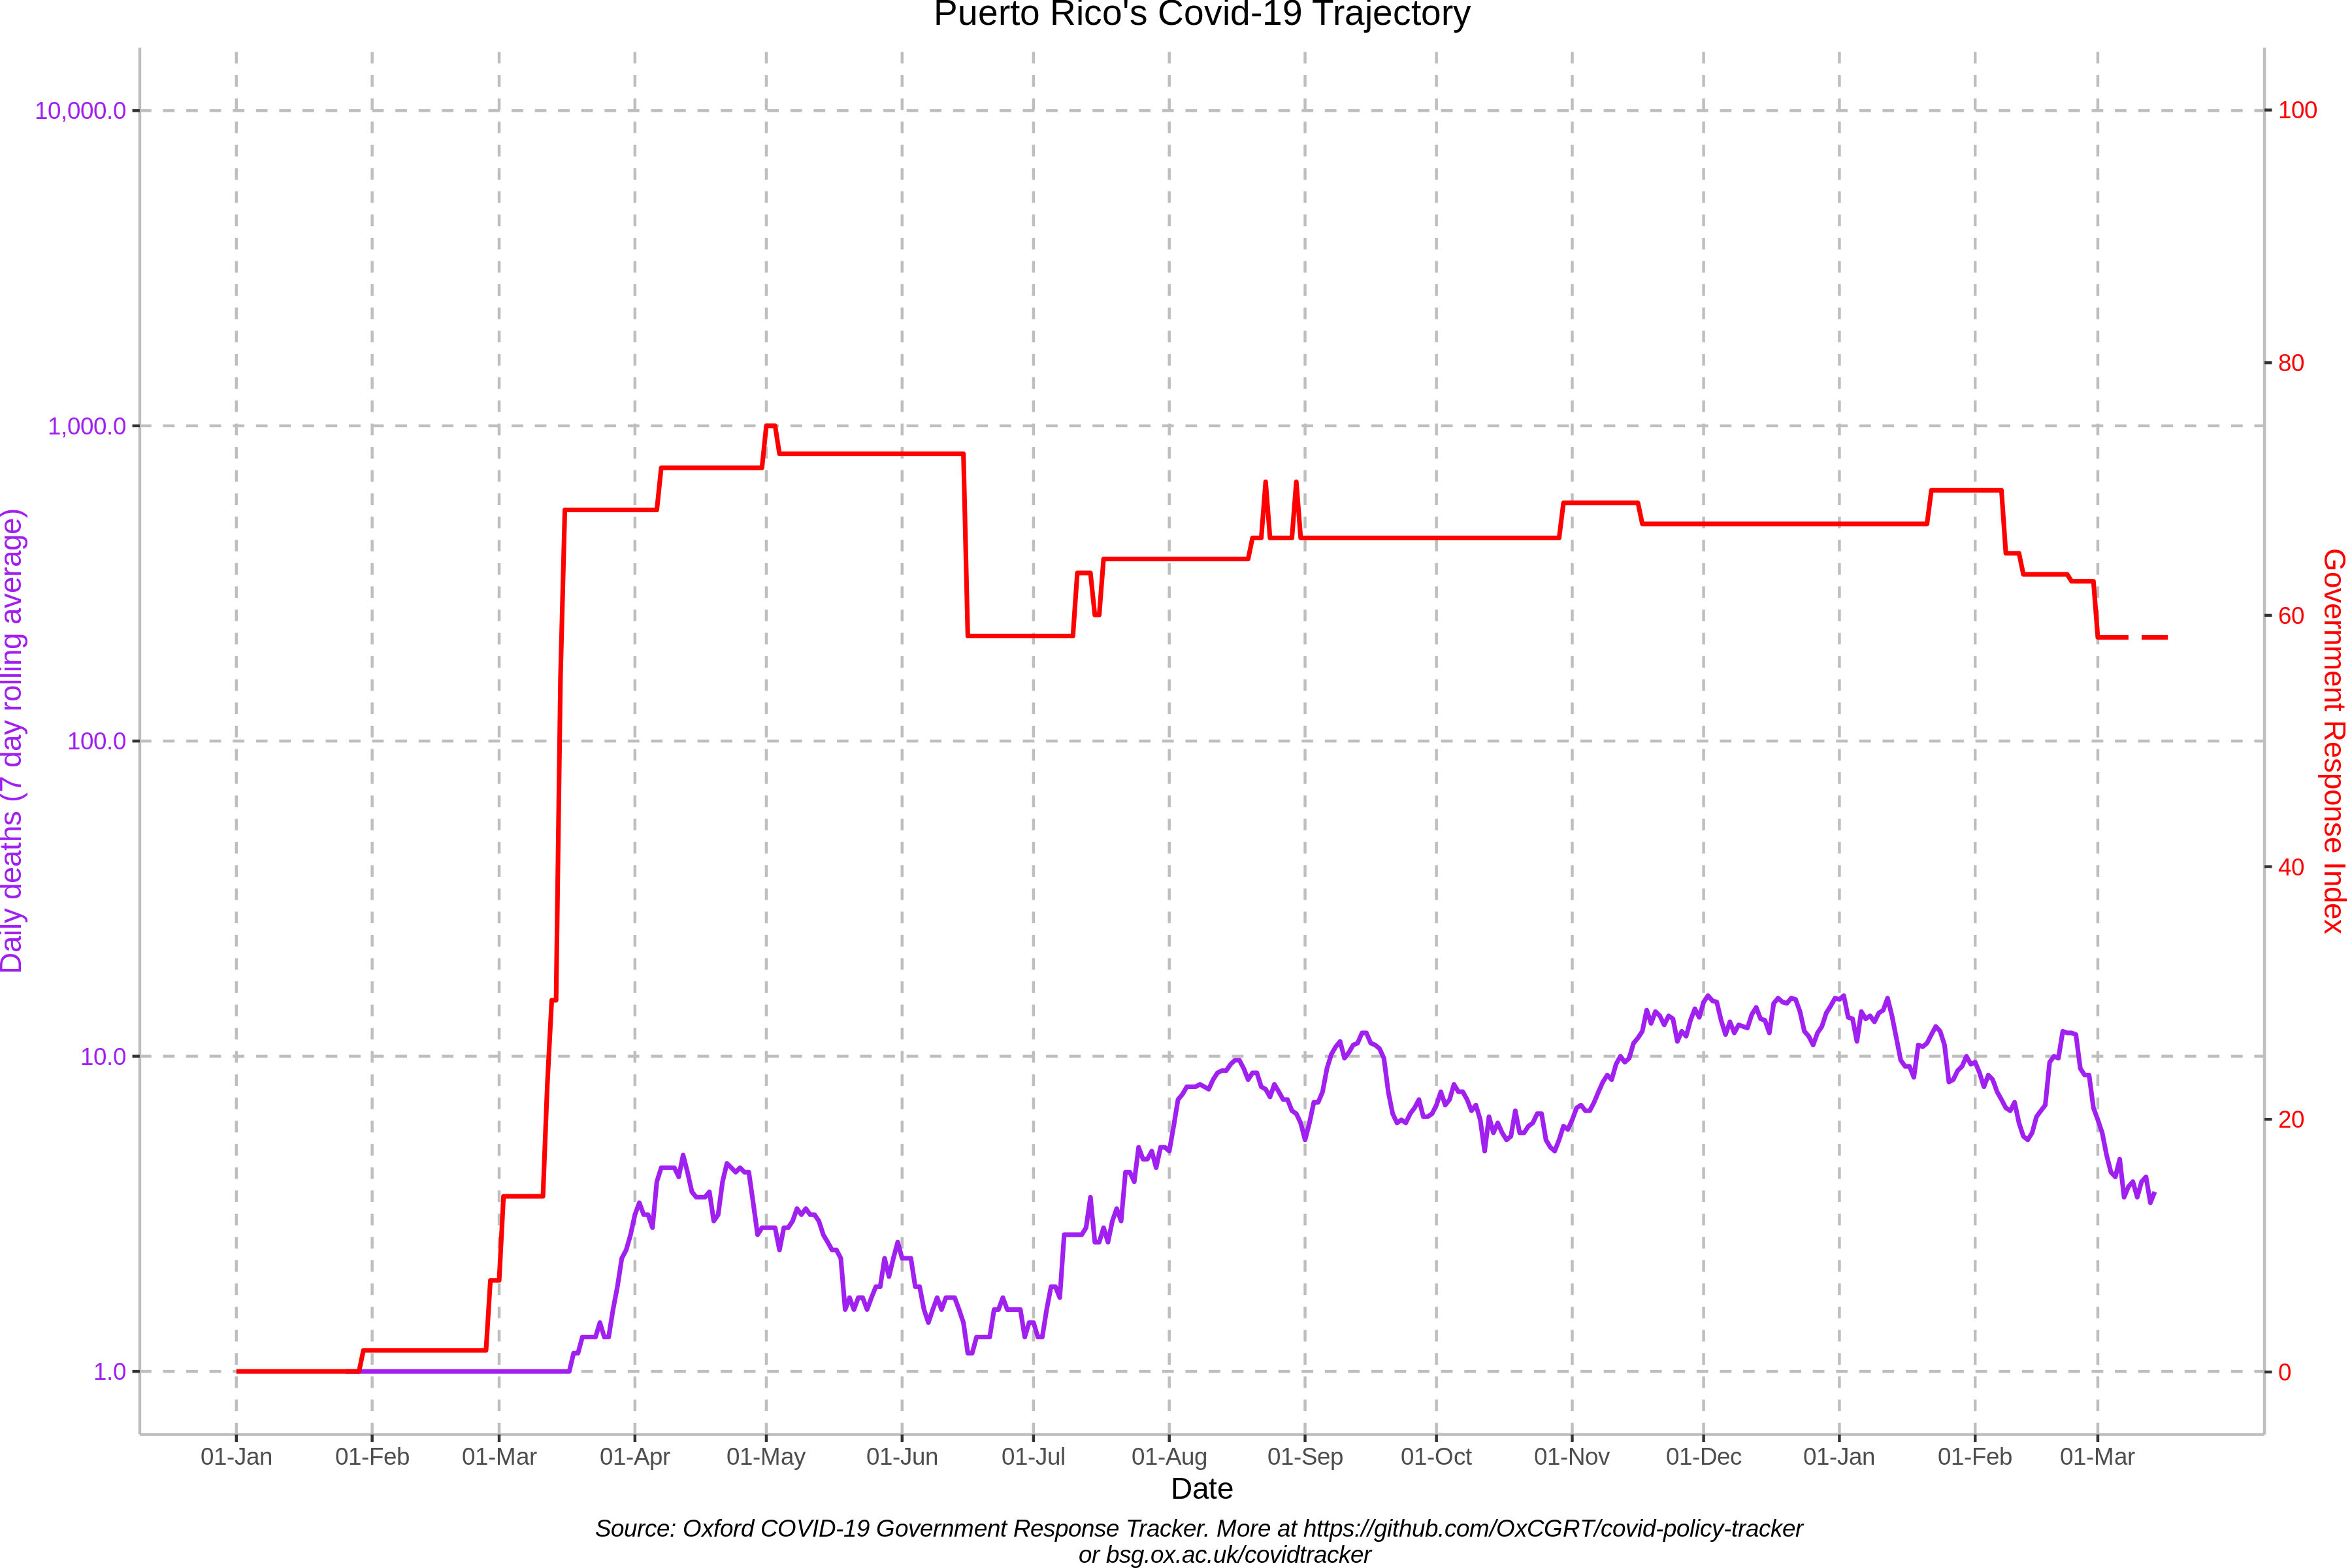 Puerto Rico's Covid-19 Trajectory
10,000.0
1,000.0
100.0
10.0
1.0
Daily deaths (7 day rolling average)
100
80
60
40
20
0
Government Response Index
01-Jan 01-Feb 01-Mar 01-Apr 01-May 01-Jun 01-Jul 01-Aug 01-Sep 01-Oct 01-Nov 01-Dec 01-Jan 01-Feb 01-Mar
Date
Source: Oxford COVID-19 Government Response Tracker. More at https://github.com/OxCGRT/covid-policy-tracker
or bsg.ox.ac.uk/covidtracker